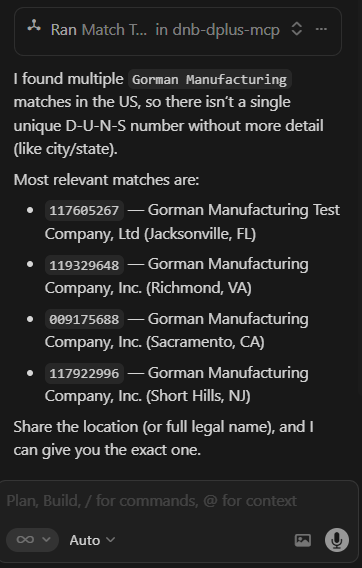 Ran Match T... in dnb-dplus-mcp
I found multiple Gorman Manufacturing
matches in the US, so there isn't a single
unique D-U-N-S number without more detail
(like city/state).
Most relevant matches are:
• 117605267 — Gorman Manufacturing Test
Company, Ltd (Jacksonville, FL)
• 119329648 — Gorman Manufacturing
Company, Inc. (Richmond, VA)
• 009175688 — Gorman Manufacturing
Company, Inc. (Sacramento, CA)
• 117922996 — Gorman Manufacturing
Company, Inc. (Short Hills, NJ)
Share the location (or full legal name), and I
can give you the exact one.
Plan, Build, / for commands, @ for context
Auto